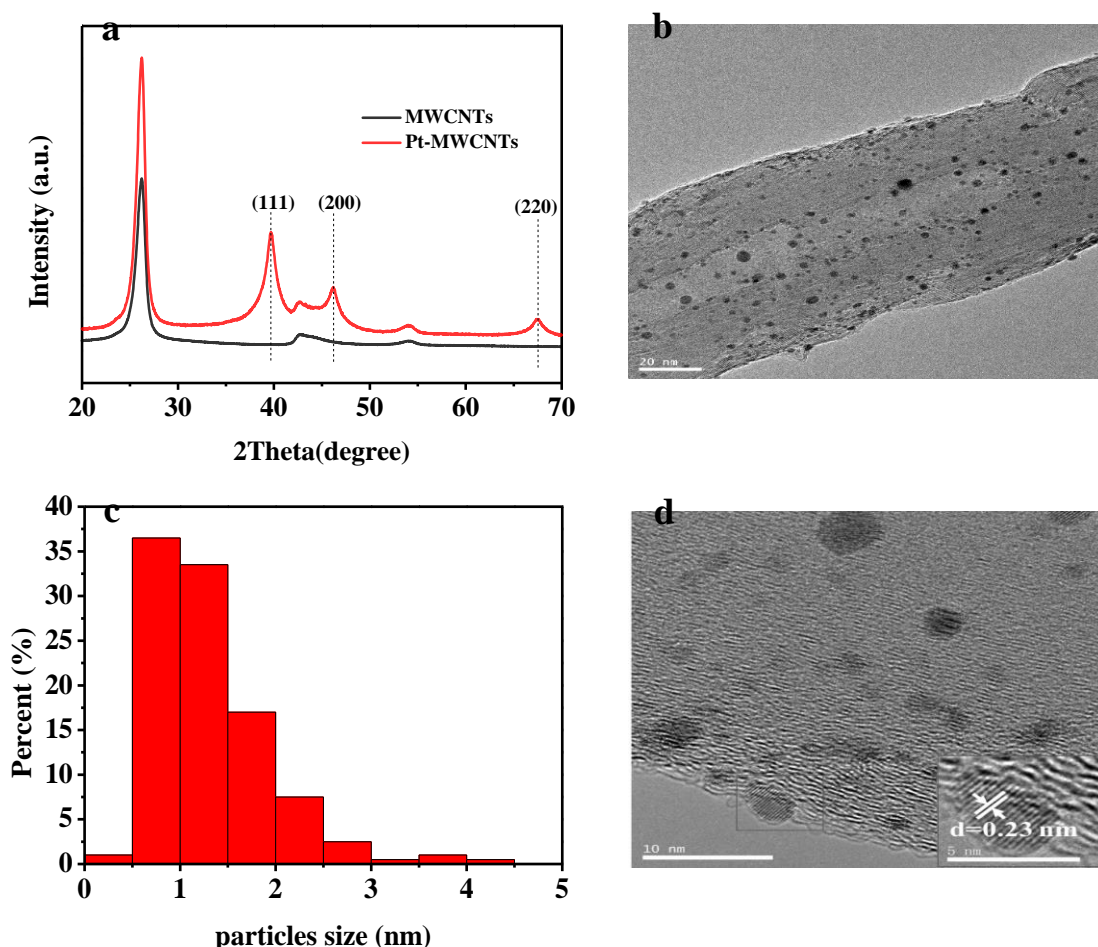 a
MWCNTs
Pt-MWCNTs
(111)
(200)
(220)
Intensity (a.u.)
20 30 40 50 60 70
2Theta(degree)
b
20 nm
c
40
35
30
25
20
15
10
5
0
Percent (%)
0 1 2 3 4 5
particles size (nm)
d
d=0.23 nm
10 nm
5 nm